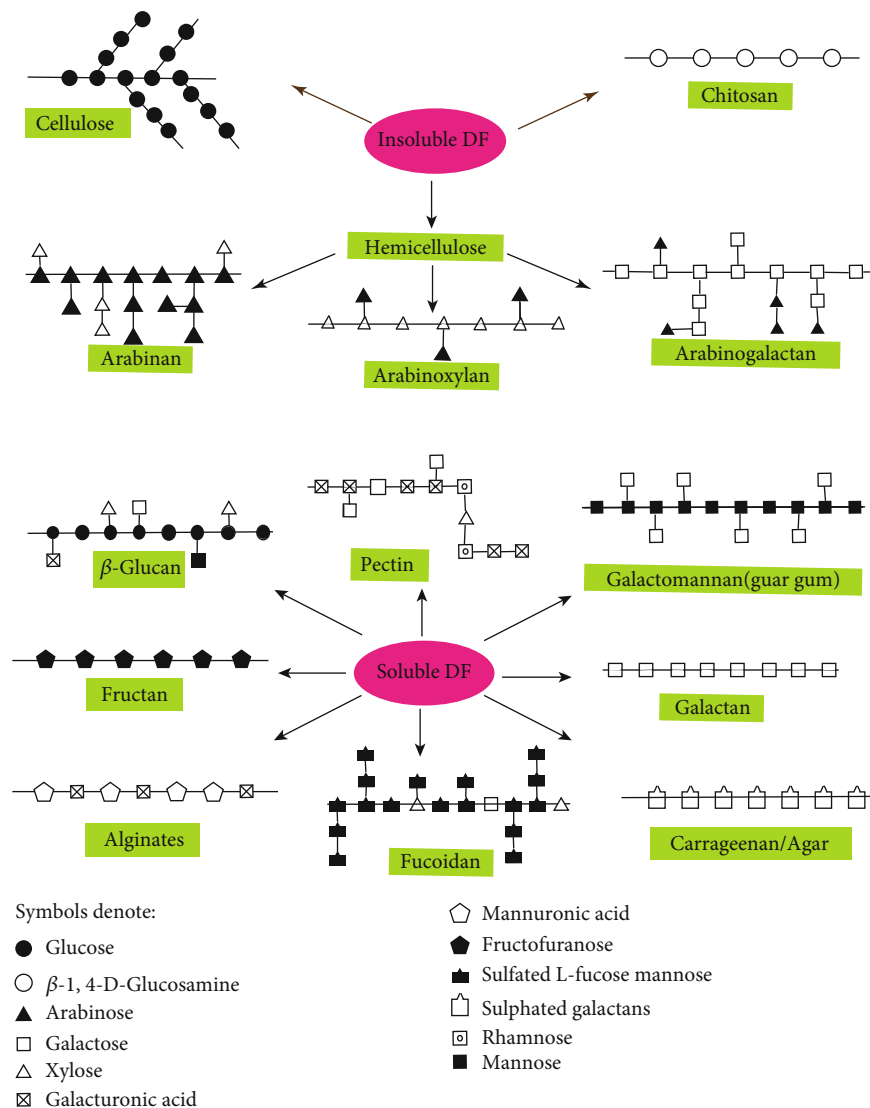 Cellulose
Insoluble DF
Chitosan
Hemicellulose
Arabinan
Arabinoxylan
Arabinogalactan
β-Glucan
Pectin
Galactomannan(guar gum)
Soluble DF
Fructan
Galactan
Alginates
Fucoidan
Carrageenan/Agar
Symbols denote:
Glucose
β-1, 4-D-Glucosamine
Arabinose
Galactose
Xylose
Galacturonic acid
Mannuronic acid
Fructofuranose
Sulfated L-fucose mannose
Sulphated galactans
Rhamnose
Mannose